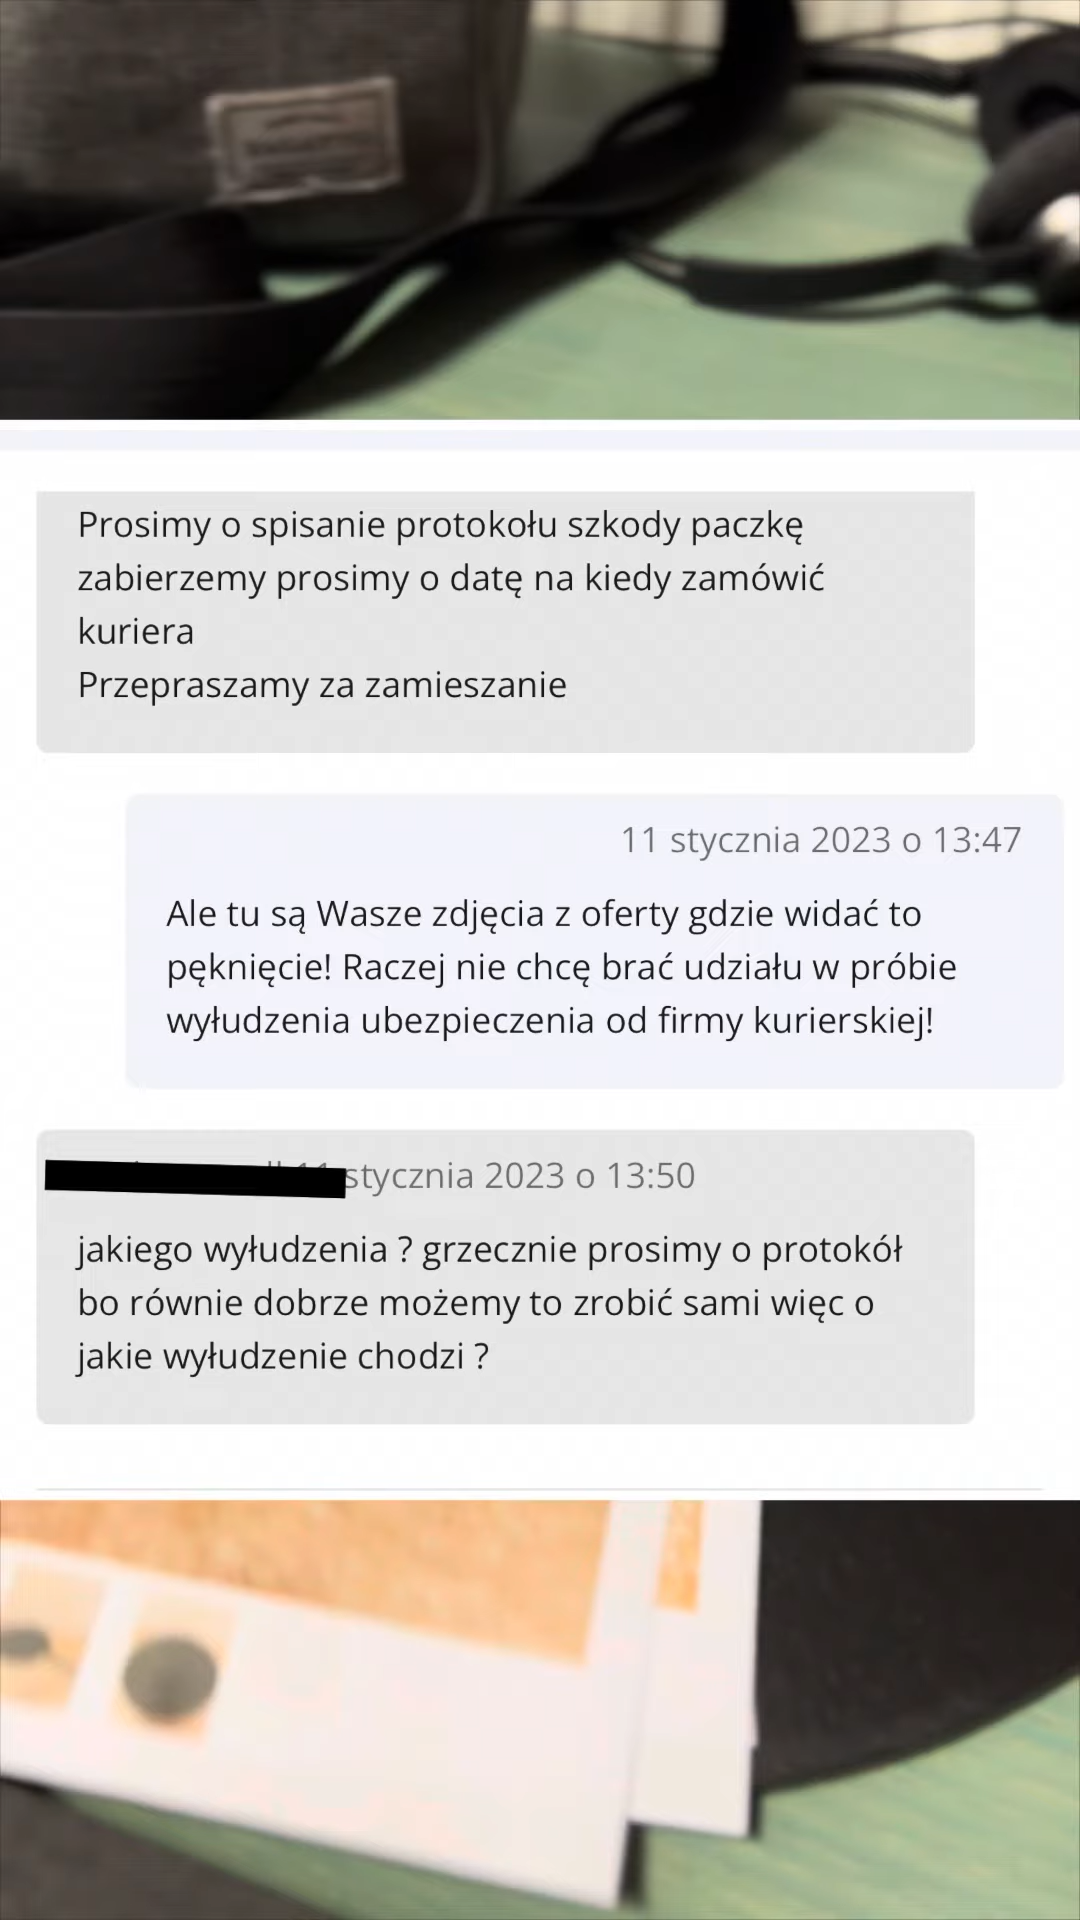 Prosimy o spisanie protokołu szkody paczkę
zabierzemy prosimy o datę na kiedy zamówić
kuriera
Przepraszamy za zamieszanie
11 stycznia 2023 o 13:47
Ale tu są Wasze zdjęcia z oferty gdzie widać to
pęknięcie! Raczej nie chcę brać udziału w próbie
wyłudzenia ubezpieczenia od firmy kurierskiej!
stycznia 2023 o 13:50
jakiego wyłudzenia ? grzecznie prosimy o protokół
bo równie dobrze możemy to zrobić sami więc o
jakie wyłudzenie chodzi ?